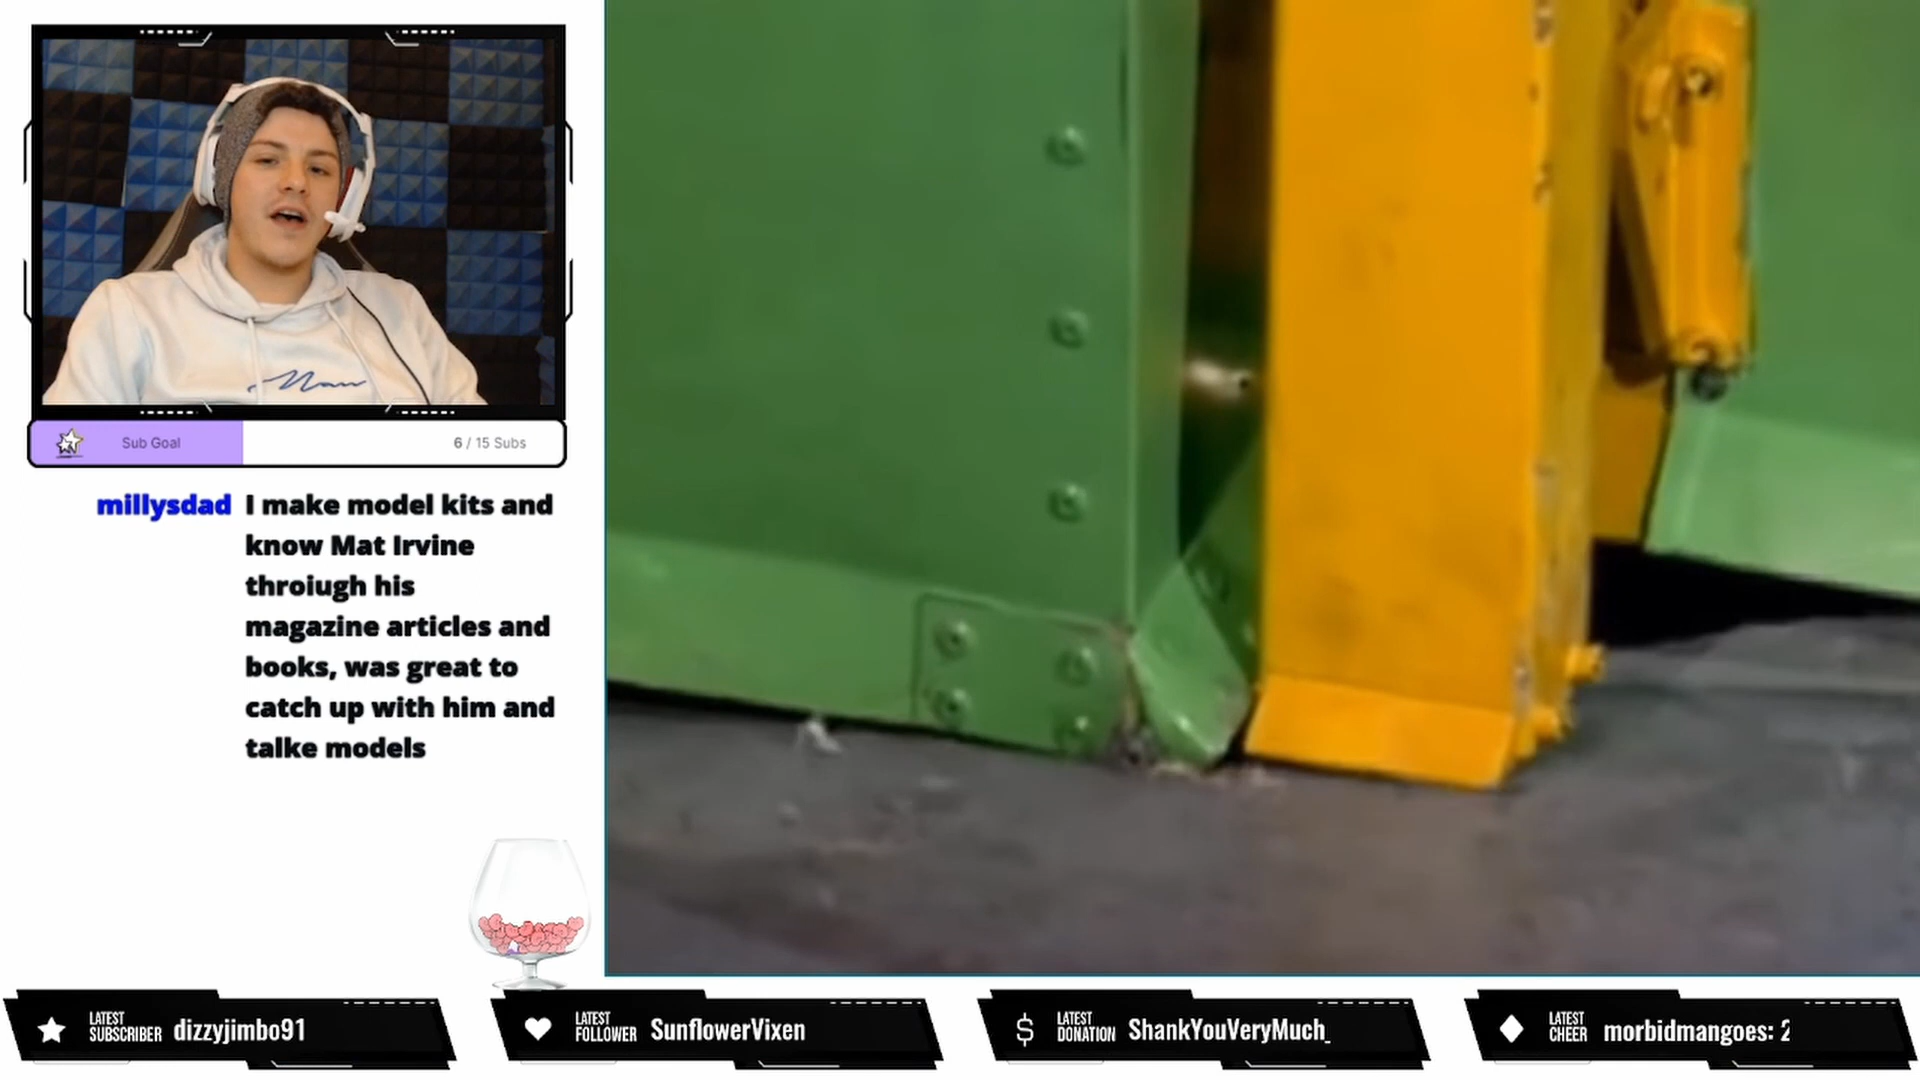 Sub Goal 6 / 15 Subs
millysdad I make model kits and
know Mat Irvine
throiugh his
magazine articles and
books, was great to
catch up with him and
talke models
LATEST SUBSCRIBER dizzyjimbo91
LATEST FOLLOWER SunflowerVixen
LATEST DONATION ShankYouVeryMuch_
LATEST CHEER morbidmangoes: 2